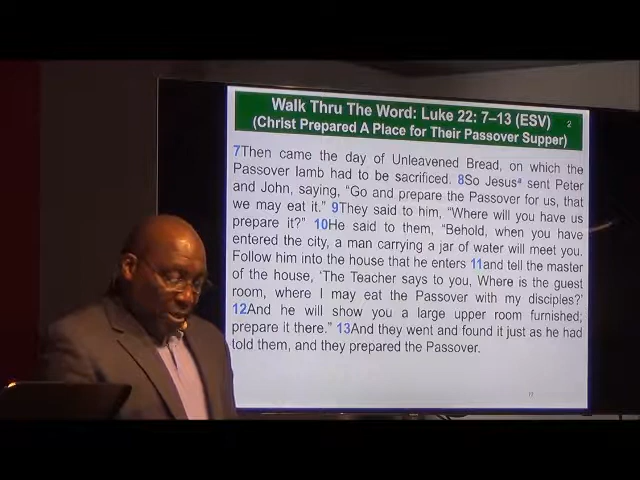 Walk Thru The Word: Luke 22: 7–13 (ESV)
(Christ Prepared A Place for Their Passover Supper)
2
7Then came the day of Unleavened Bread, on which the
Passover lamb had to be sacrificed. 8So Jesusª sent Peter
and John, saying, “Go and prepare the Passover for us, that
we may eat it.” 9They said to him, “Where will you have us
prepare it?” 10He said to them, “Behold, when you have
entered the city, a man carrying a jar of water will meet you.
Follow him into the house that he enters 11and tell the master
of the house, ‘The Teacher says to you, Where is the guest
room, where I may eat the Passover with my disciples?’
12And he will show you a large upper room furnished;
prepare it there.” 13And they went and found it just as he had
told them, and they prepared the Passover.